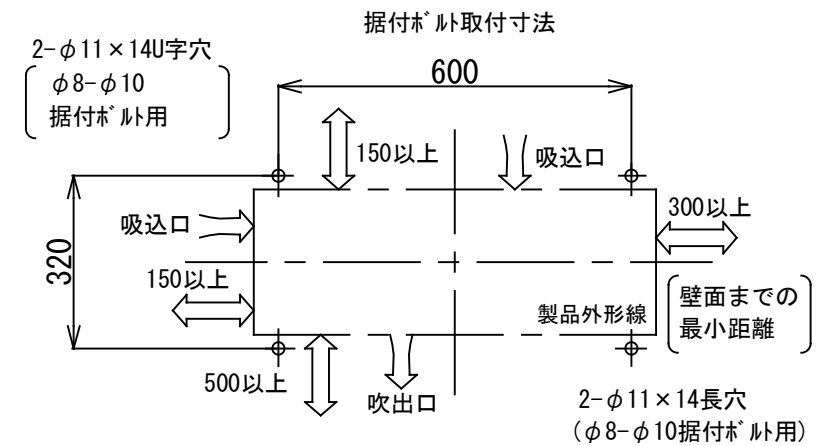 据付ﾎﾞﾙﾄ取付寸法
2-φ11×14U字穴
φ8-φ10
据付ﾎﾞﾙﾄ用
600
150以上
吸込口
吸込口
300以上
320
150以上
壁面までの
最小距離
製品外形線
500以上
吹出口
2-φ11×14長穴
(φ8-φ10据付ﾎﾞﾙﾄ用)